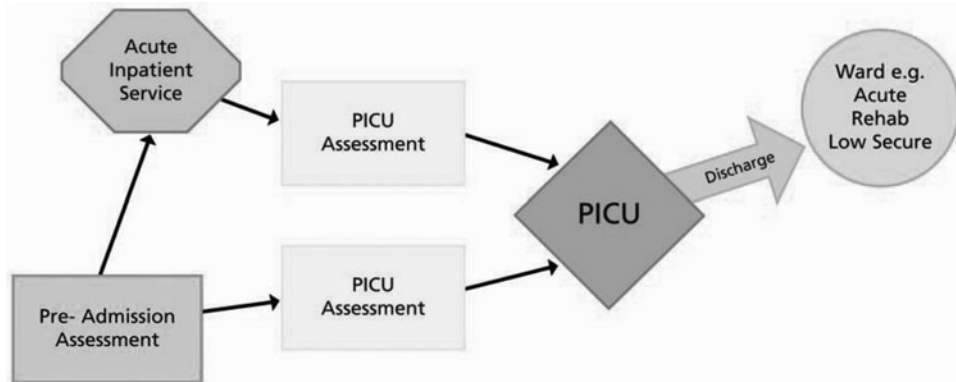 Acute
Inpatient
Service
PICU
Assessment
PICU
Discharge
Ward e.g.
Acute
Rehab
Low Secure
Pre- Admission
Assessment
PICU
Assessment